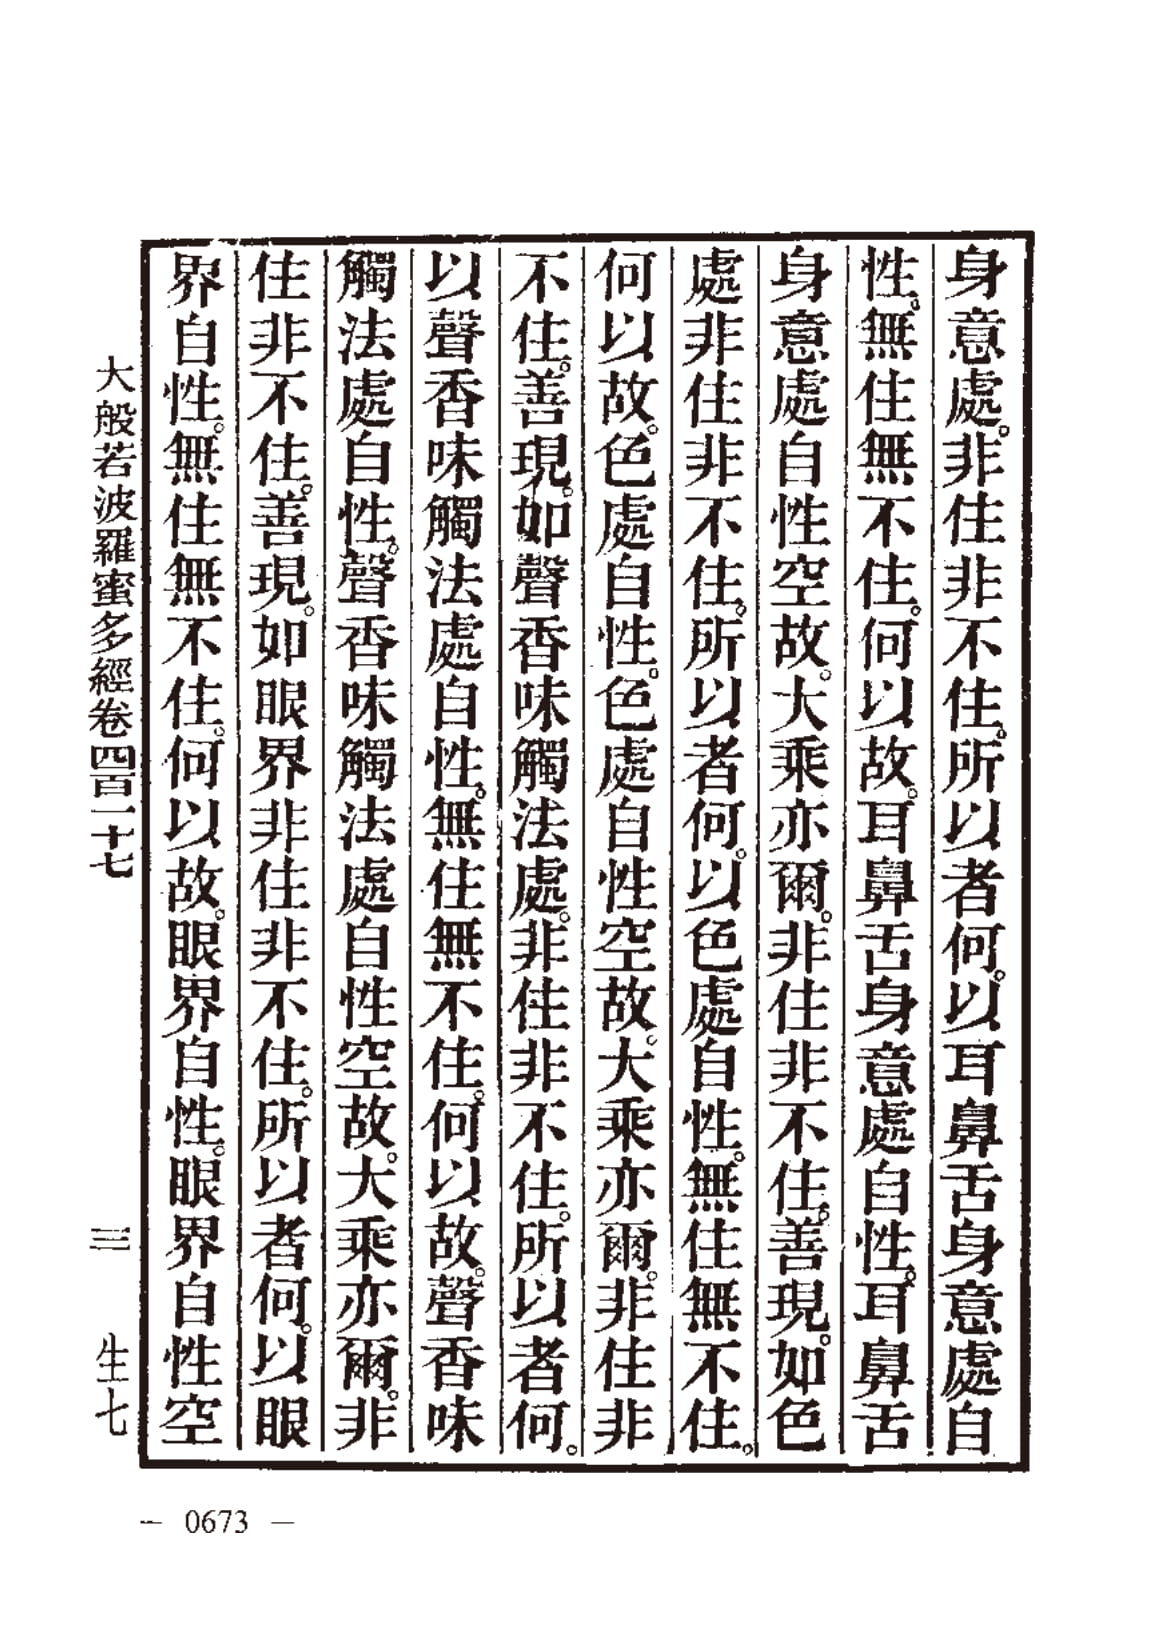 身意處。非住非不住。所以者何。以耳鼻舌身意處自
性。無住無不住。何以故。耳鼻舌身意處自性。耳鼻舌
身意處自性空故。大乘亦爾。非住非不住。善現。如色
處非住非不住。所以者何。以色處自性。無住無不住。
何以故。色處自性。色處自性空故。大乘亦爾。非住非
不住。善現。如聲香味觸法處。非住非不住。所以者何。
以聲香味觸法處自性。無住無不住。何以故。聲香味
觸法處自性。聲香味觸法處自性空故。大乘亦爾。非
住非不住。善現。如眼界非住非不住。所以者何。以眼
界自性。無住無不住。何以故。眼界自性。眼界自性空
大般若波羅蜜多經卷四百一十七 三 生七
— 0673 —